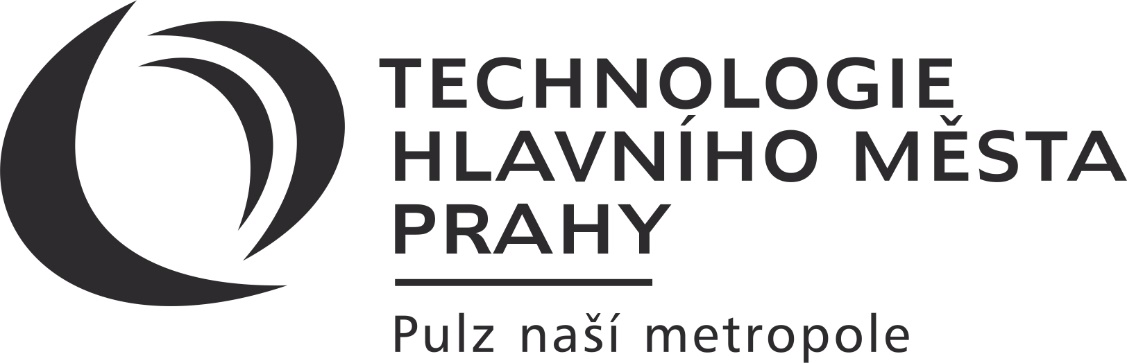 TECHNOLOGIE
HLAVNÍHO MĚSTA
PRAHY
Pulz naší metropole